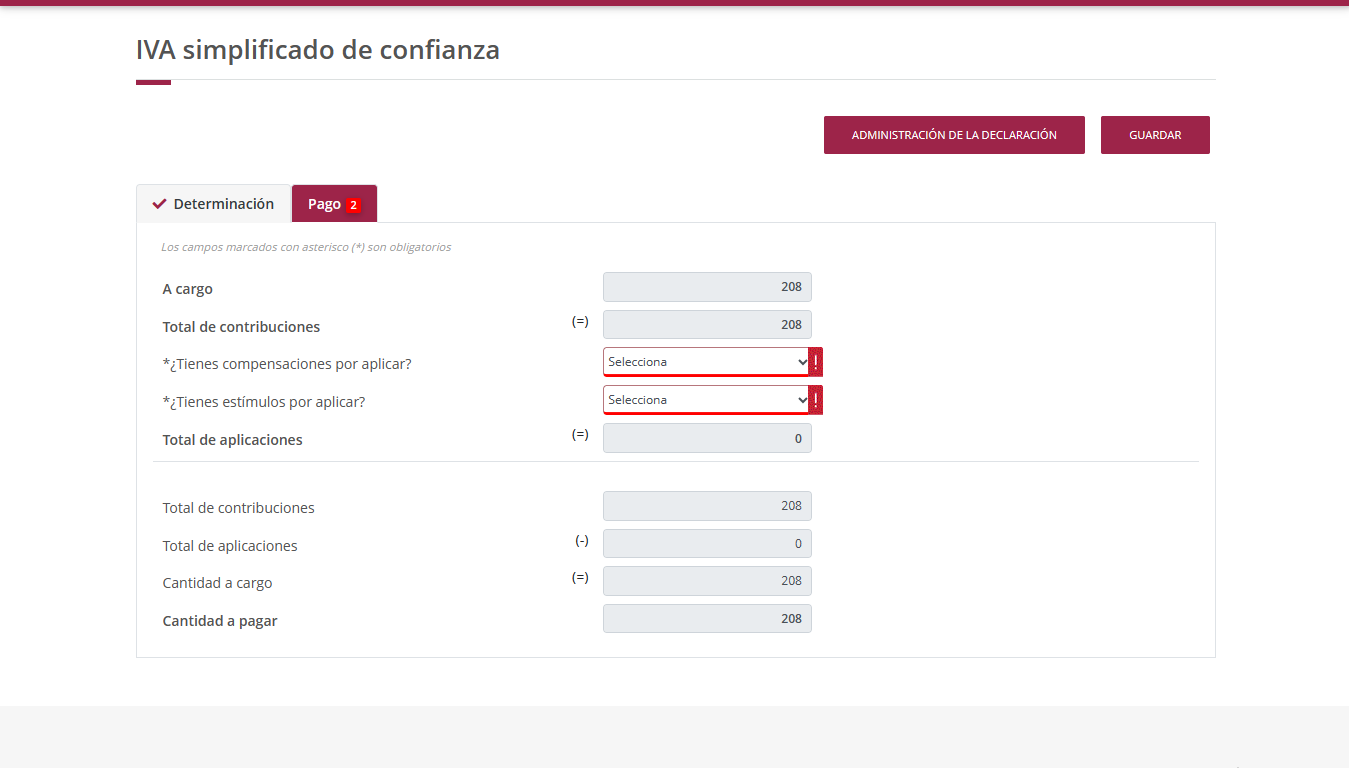 IVA simplificado de confianza
ADMINISTRACIÓN DE LA DECLARACIÓN GUARDAR
Determinación Pago 2
Los campos marcados con asterisco (*) son obligatorios
A cargo 208
Total de contribuciones (=) 208
*¿Tienes compensaciones por aplicar? Selecciona !
*¿Tienes estímulos por aplicar? Selecciona !
Total de aplicaciones (=) 0
Total de contribuciones 208
Total de aplicaciones (-) 0
Cantidad a cargo (=) 208
Cantidad a pagar 208